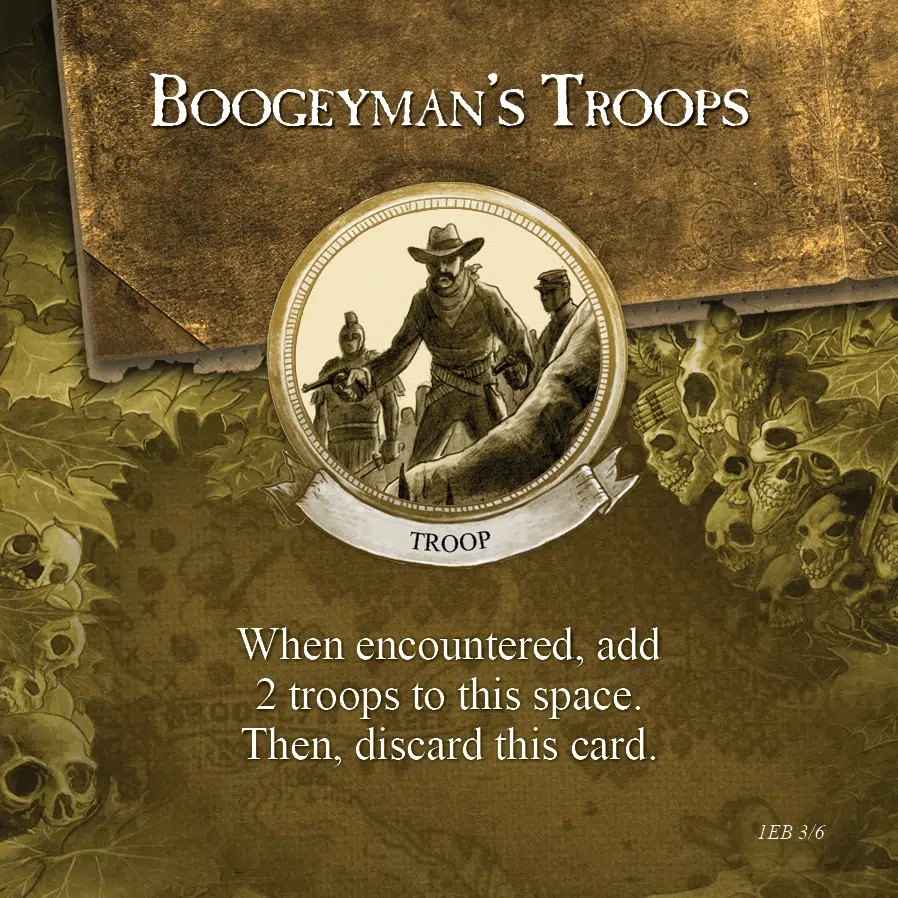 Boogeyman's Troops
TROOP
When encountered, add
2 troops to this space.
Then, discard this card.
1EB 3/6